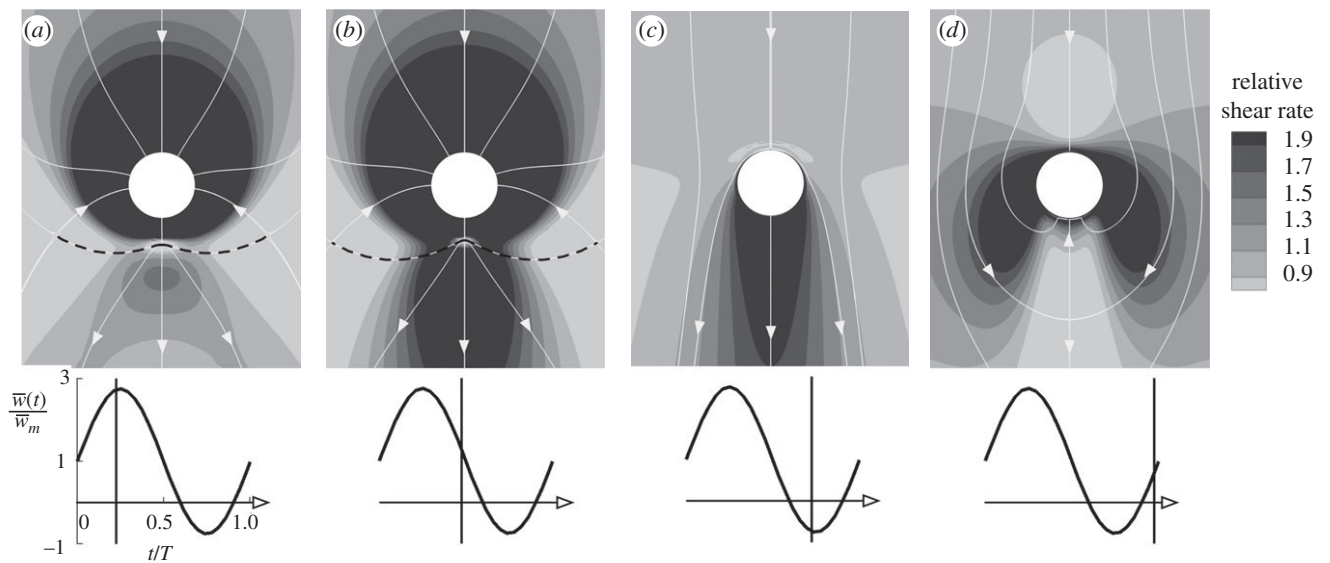 (a)
(b)
(c)
(d)
relative
shear rate
1.9
1.7
1.5
1.3
1.1
0.9
3
w̅(t)
w̅m
1
0
0.5
1.0
−1
t/T